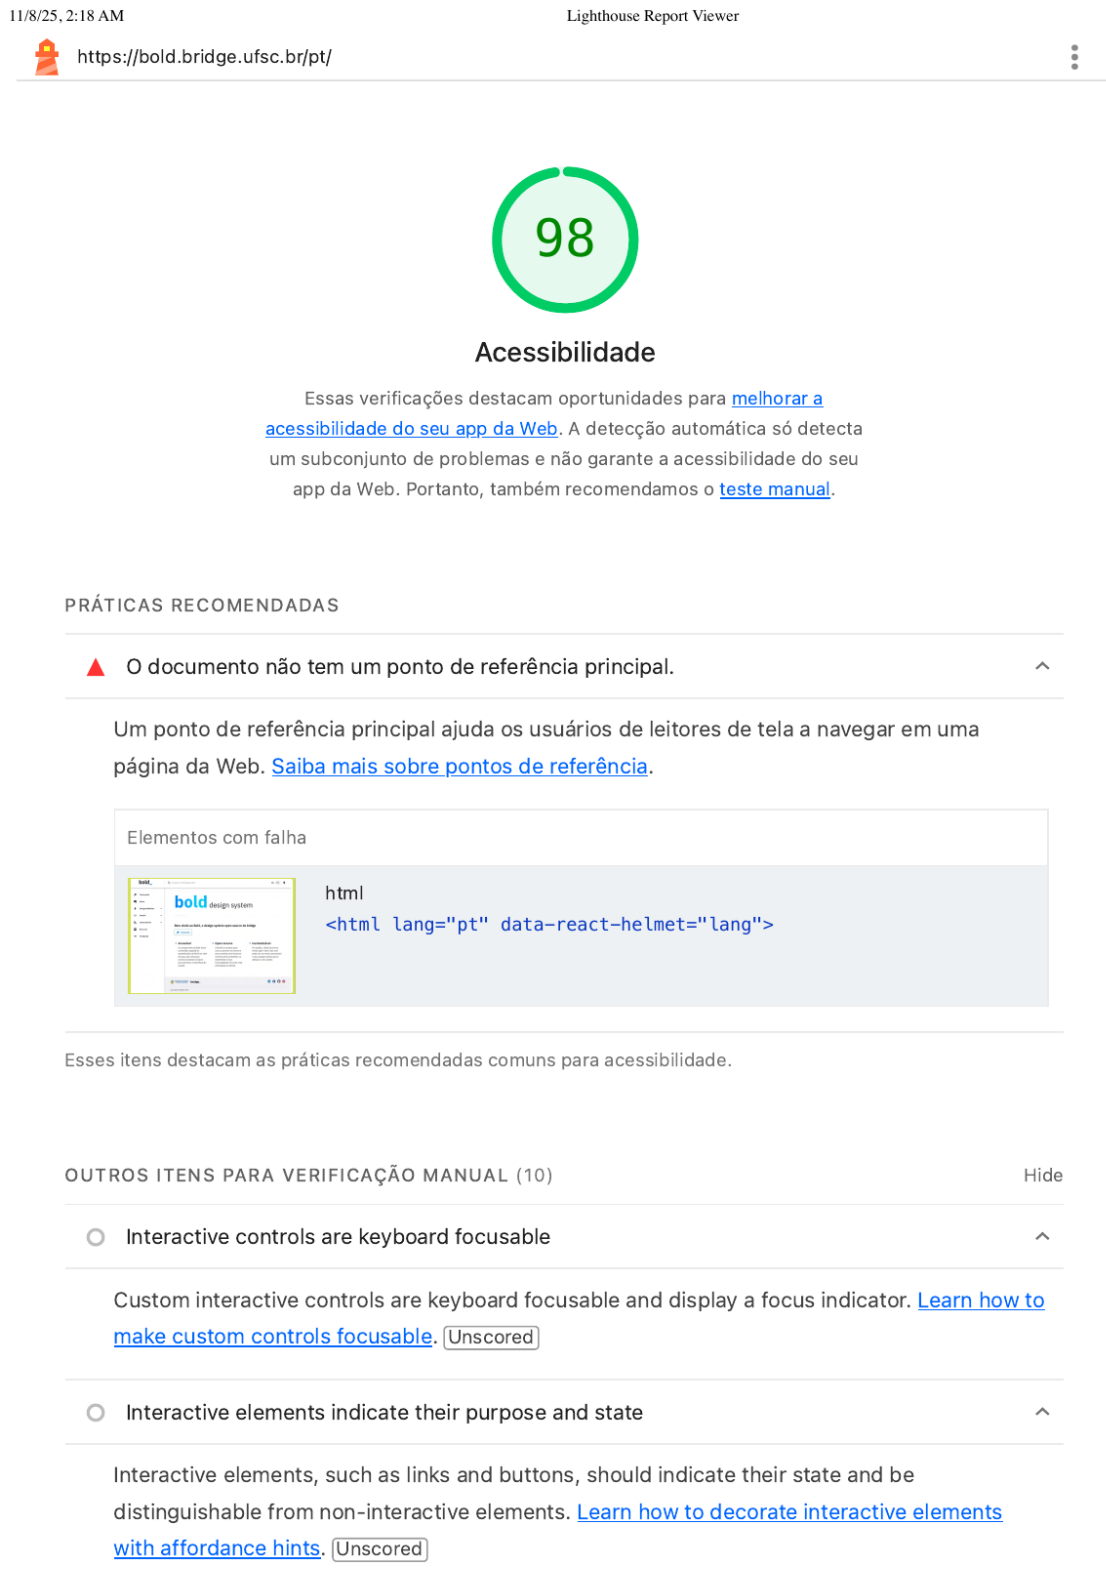 11/8/25, 2:18 AM
Lighthouse Report Viewer
https://bold.bridge.ufsc.br/pt/
98
Acessibilidade
Essas verificações destacam oportunidades para melhorar a
acessibilidade do seu app da Web. A detecção automática só detecta
um subconjunto de problemas e não garante a acessibilidade do seu
app da Web. Portanto, também recomendamos o teste manual.
PRÁTICAS RECOMENDADAS
O documento não tem um ponto de referência principal.
Um ponto de referência principal ajuda os usuários de leitores de tela a navegar em uma
página da Web. Saiba mais sobre pontos de referência.
Elementos com falha
bold_
bold design system
html
<html lang="pt" data-react-helmet="lang">
Esses itens destacam as práticas recomendadas comuns para acessibilidade.
OUTROS ITENS PARA VERIFICAÇÃO MANUAL (10)
Hide
Interactive controls are keyboard focusable
Custom interactive controls are keyboard focusable and display a focus indicator. Learn how to
make custom controls focusable. Unscored
Interactive elements indicate their purpose and state
Interactive elements, such as links and buttons, should indicate their state and be
distinguishable from non-interactive elements. Learn how to decorate interactive elements
with affordance hints. Unscored